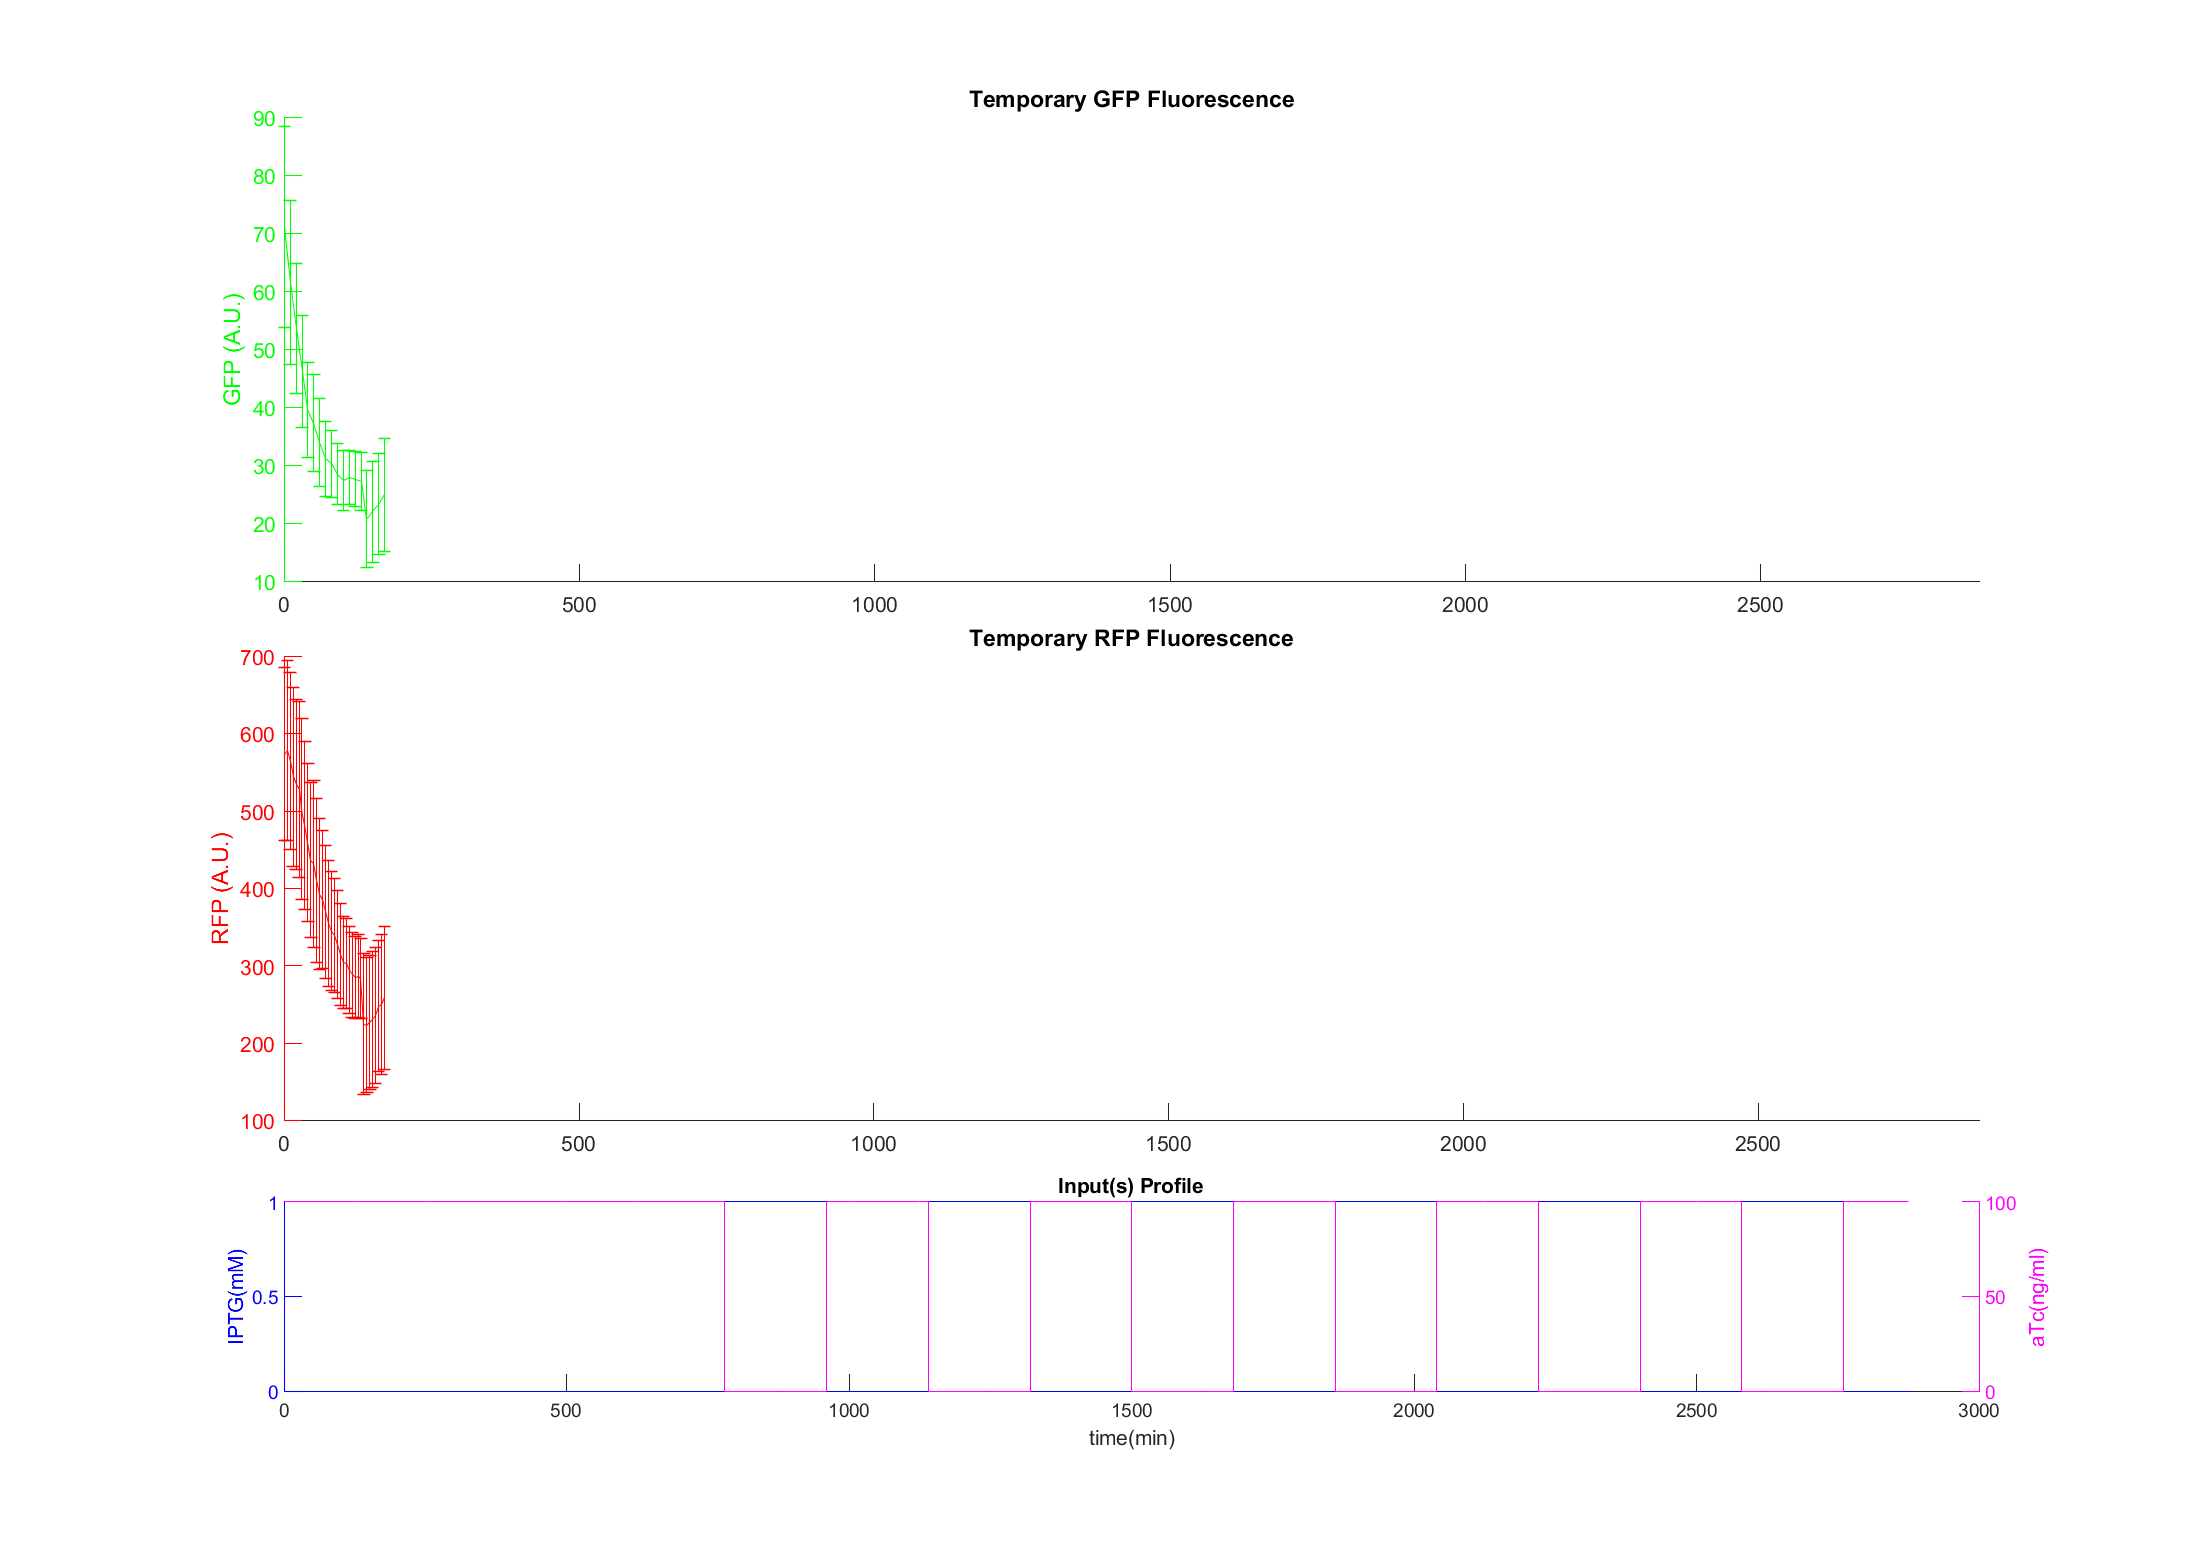 Temporary GFP Fluorescence
GFP (A.U.)
90
80
70
60
50
40
30
20
10
0 500 1000 1500 2000 2500
Temporary RFP Fluorescence
RFP (A.U.)
700
600
500
400
300
200
100
0 500 1000 1500 2000 2500
Input(s) Profile
IPTG(mM)
1
0.5
0
100
50
0
aTc(ng/ml)
0 500 1000 1500 2000 2500 3000
time(min)